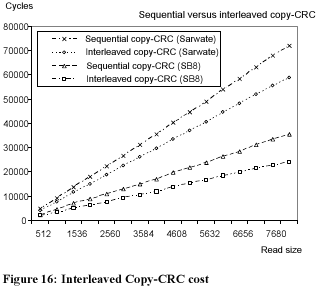 Cycles
Sequential versus interleaved copy-CRC
80000
70000
60000
50000
40000
30000
20000
10000
0
Sequential copy-CRC (Sarwate)
Interleaved copy-CRC (Sarwate)
Sequential copy-CRC (SB8)
Interleaved copy-CRC (SB8)
512 1536 2560 3584 4608 5632 6656 7680
Read size
Figure 16: Interleaved Copy-CRC cost